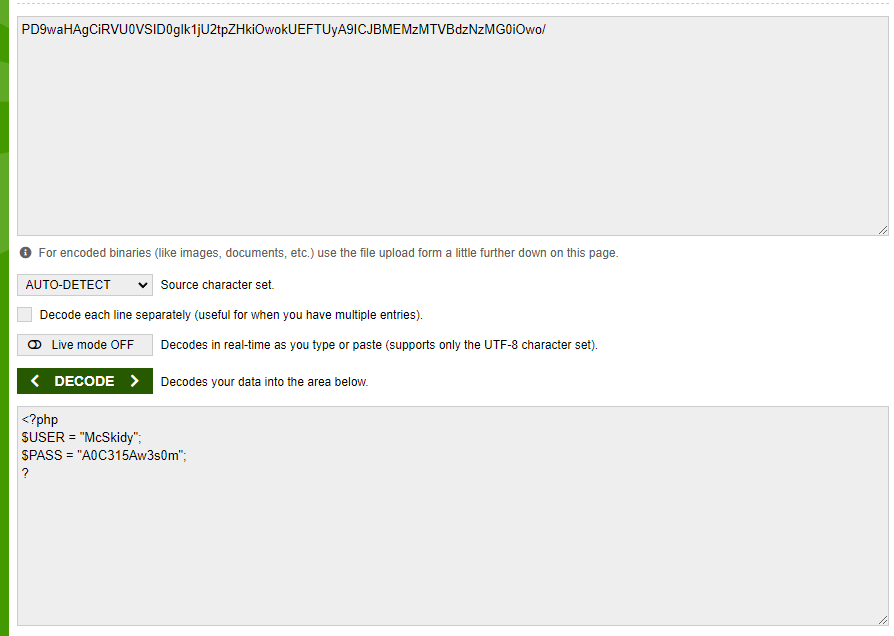 PD9waHAgCiRVU0VSID0gIk1jU2tpZHkiOwokUEFTUyA9ICJBMEMzMTVBdzNzMG0iOwo/
For encoded binaries (like images, documents, etc.) use the file upload form a little further down on this page.
AUTO-DETECT Source character set.
Decode each line separately (useful for when you have multiple entries).
Live mode OFF Decodes in real-time as you type or paste (supports only the UTF-8 character set).
< DECODE > Decodes your data into the area below.
<?php
$USER = "McSkidy";
$PASS = "A0C315Aw3s0m";
?